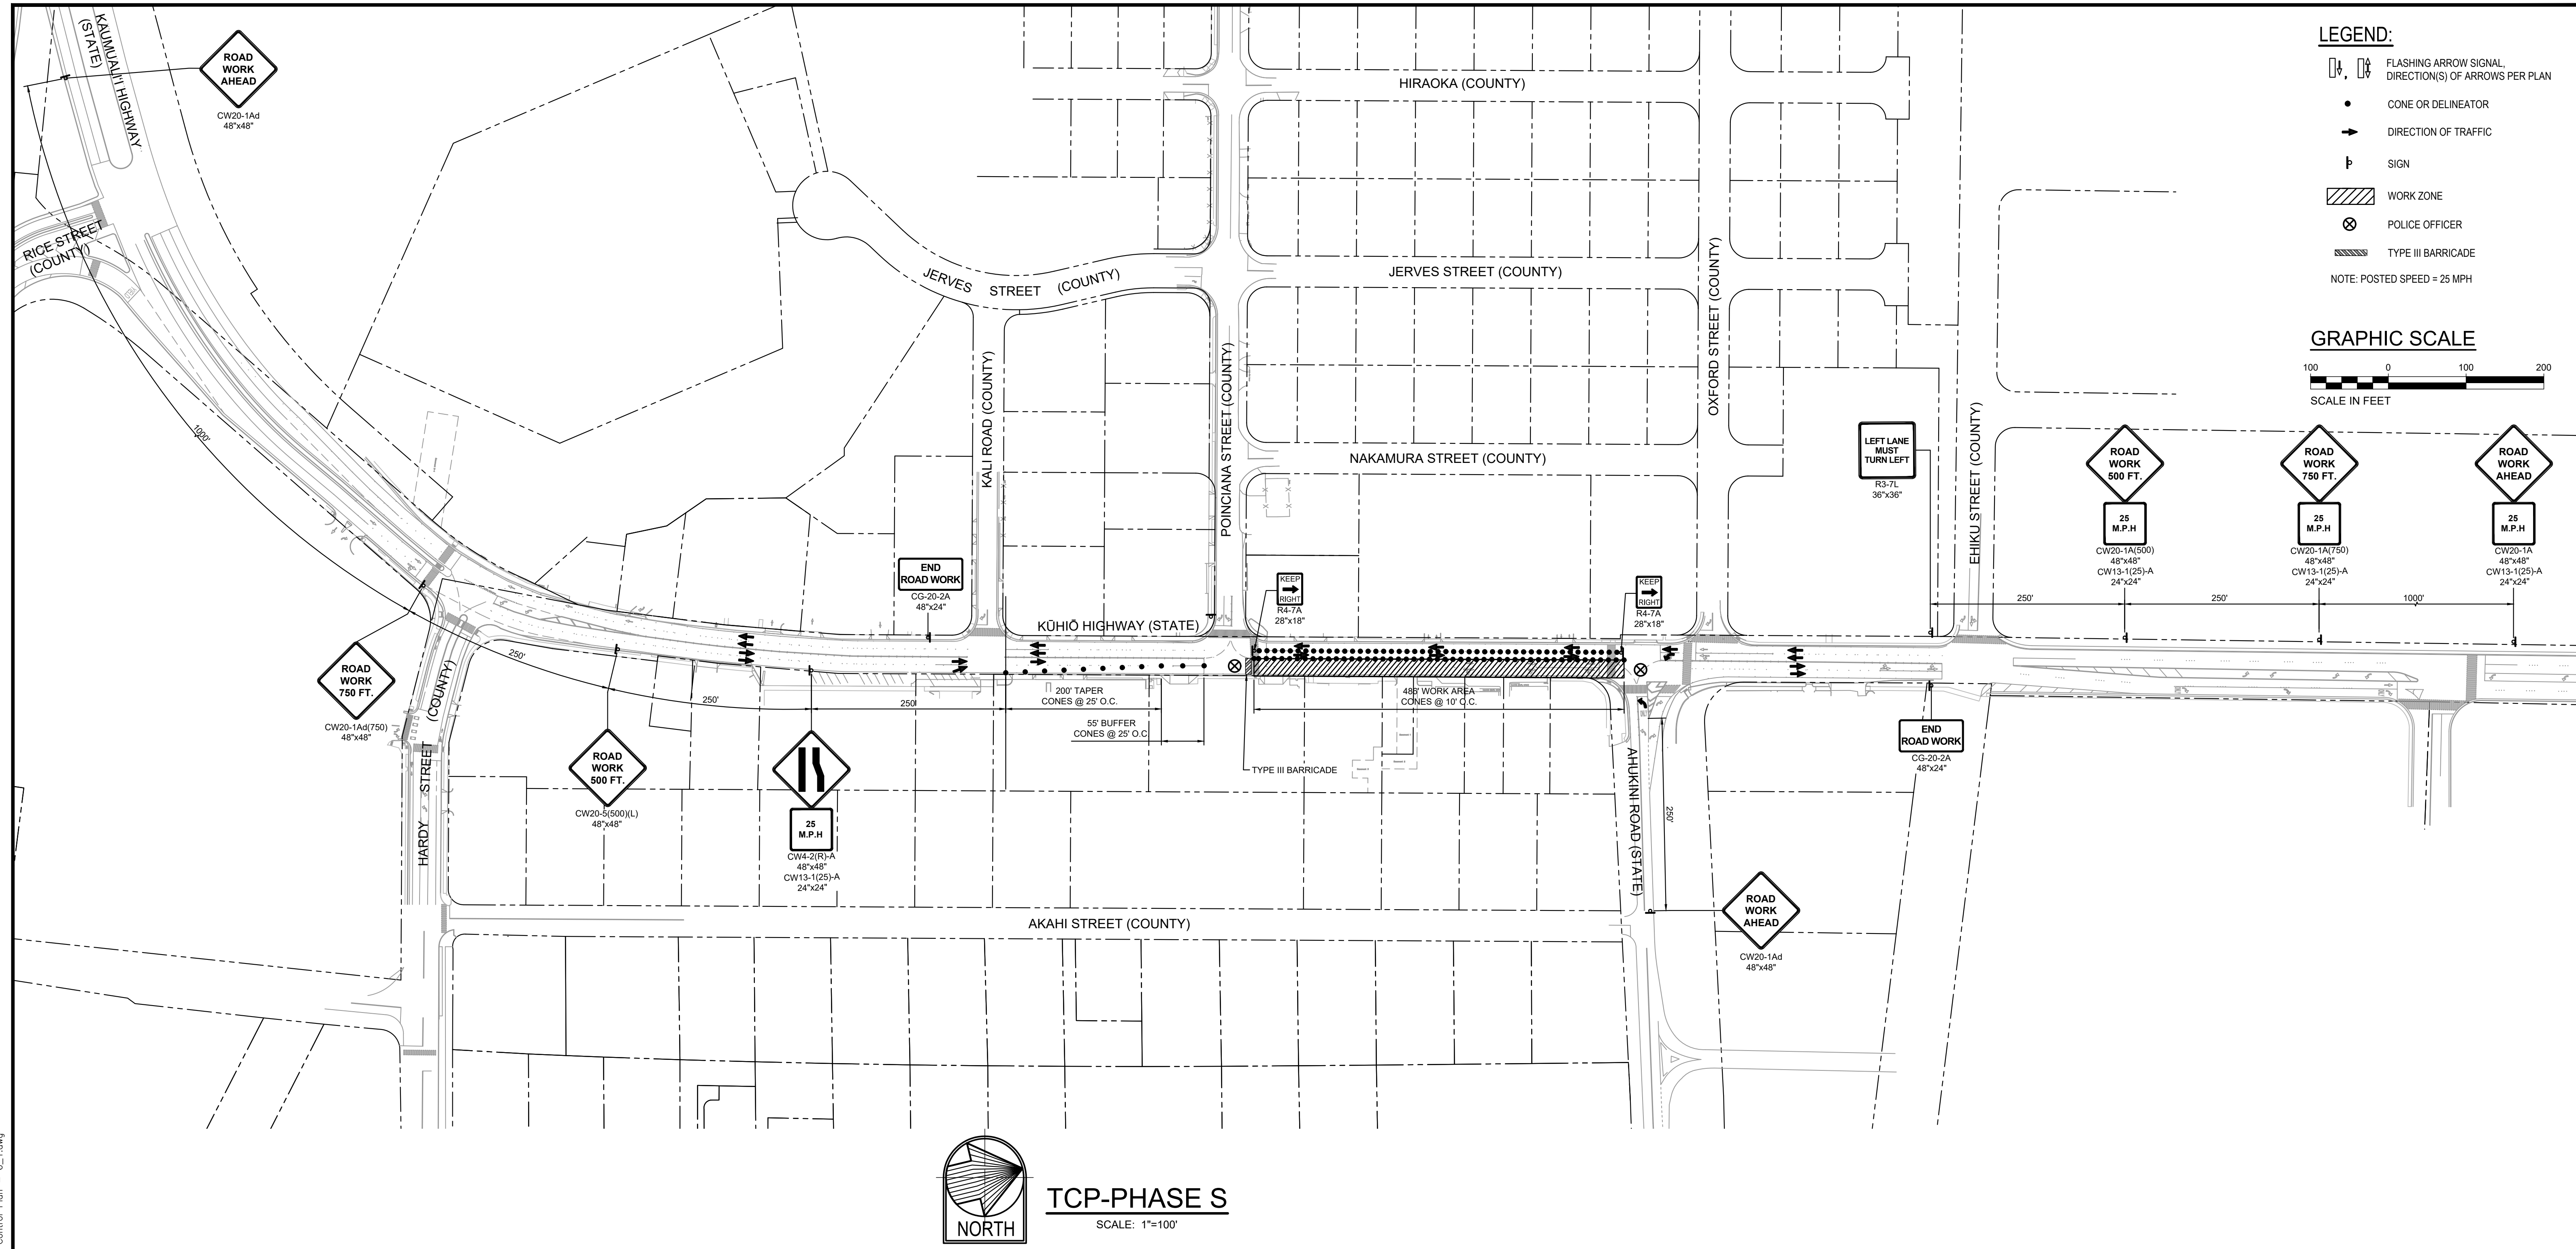 KAUMUALI'I HIGHWAY
(STATE)
ROAD
WORK
AHEAD
CW20-1Ad
48"x48"
RICE STREET
(COUNTY)
1000'
HIRAOKA (COUNTY)
JERVES STREET (COUNTY)
JERVES STREET (COUNTY)
OXFORD STREET (COUNTY)
KALI ROAD (COUNTY)
POINCIANA STREET (COUNTY)
NAKAMURA STREET (COUNTY)
EHIKU STREET (COUNTY)
LEGEND:
FLASHING ARROW SIGNAL,
DIRECTION(S) OF ARROWS PER PLAN
CONE OR DELINEATOR
DIRECTION OF TRAFFIC
SIGN
WORK ZONE
POLICE OFFICER
TYPE III BARRICADE
NOTE: POSTED SPEED = 25 MPH
GRAPHIC SCALE
100 0 100 200
SCALE IN FEET
LEFT LANE
MUST
TURN LEFT
R3-7L
36"x36"
ROAD
WORK
500 FT.
25
M.P.H
CW20-1A(500)
48"x48"
CW13-1(25)-A
24"x24"
ROAD
WORK
750 FT.
25
M.P.H
CW20-1A(750)
48"x48"
CW13-1(25)-A
24"x24"
ROAD
WORK
AHEAD
25
M.P.H
CW20-1A
48"x48"
CW13-1(25)-A
24"x24"
250'
250'
1000'
END
ROAD WORK
CG-20-2A
48"x24"
KEEP
RIGHT
R4-7A
28"x18"
KEEP
RIGHT
R4-7A
28"x18"
KŪHIŌ HIGHWAY (STATE)
ROAD
WORK
750 FT.
CW20-1Ad(750)
48"x48"
HARDY STREET (COUNTY)
250'
250'
250'
200' TAPER
CONES @ 25' O.C.
55' BUFFER
CONES @ 25' O.C
TYPE III BARRICADE
CONES @ 10' O.C.
ROAD
WORK
500 FT.
CW20-5(500)(L)
48"x48"
25
M.P.H
CW4-2(R)-A
48"x48"
CW13-1(25)-A
24"x24"
AHUKINI ROAD (STATE)
250'
END
ROAD WORK
CG-20-2A
48"x24"
ROAD
WORK
AHEAD
CW20-1Ad
48"x48"
AKAHI STREET (COUNTY)
NORTH
TCP-PHASE S
SCALE: 1"=100'